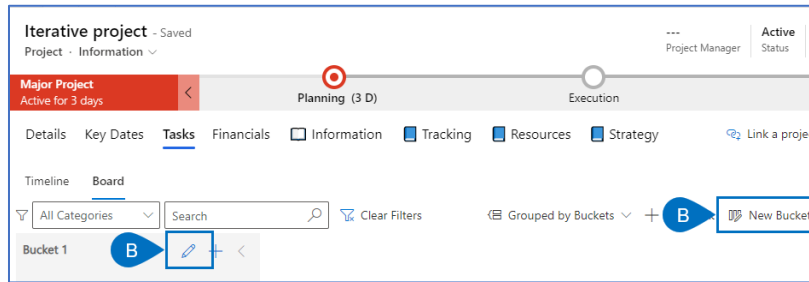 Iterative project - Saved
Project · Information
---
Project Manager
Active
Status
Major Project
Active for 3 days
Planning (3 D)
Execution
Details Key Dates Tasks Financials Information Tracking Resources Strategy Link a proje
Timeline Board
All Categories Search Clear Filters Grouped by Buckets B New Bucket
Bucket 1 B